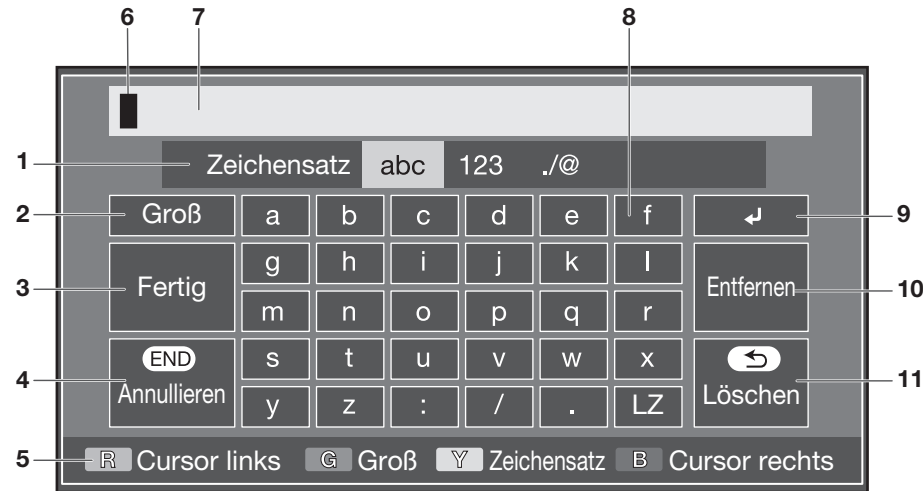 6 7 8
1 Zeichensatz abc 123 ./@
2 Groß a b c d e f 9
g h i j k l
3 Fertig Entfernen 10
m n o p q r
END s t u v w x
4 Annullieren Löschen 11
y z : / . LZ
5 R Cursor links G Groß Y Zeichensatz B Cursor rechts